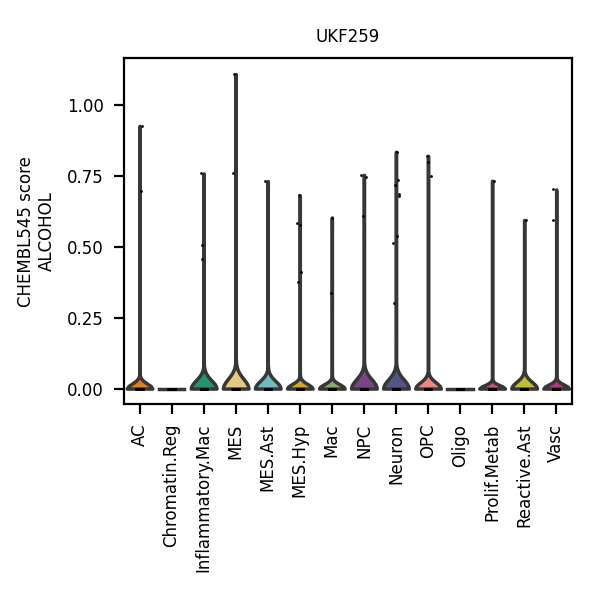 UKF259
CHEMBL545 score
ALCOHOL
1.00
0.75
0.50
0.25
0.00
AC
Chromatin.Reg
Inflammatory.Mac
MES
MES.Ast
MES.Hyp
Mac
NPC
Neuron
OPC
Oligo
Prolif.Metab
Reactive.Ast
Vasc